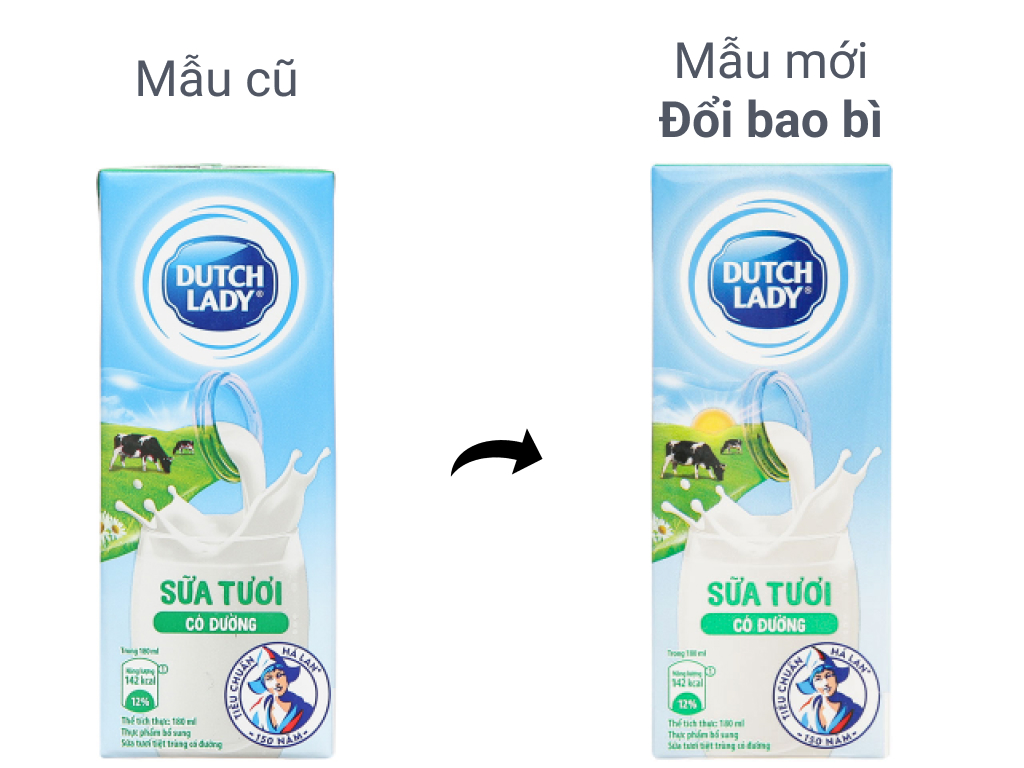 Mẫu cũ
DUTCH
LADY®
SỮA TƯƠI
CÓ ĐƯỜNG
Trong 180 ml
Năng lượng
142 kcal
12%
Thể tích thực: 180 ml
Thực phẩm bổ sung
Sữa tươi tiệt trùng có đường
TIÊU CHUẨN HÀ LAN*
150 NĂM
Mẫu mới
Đổi bao bì
DUTCH
LADY®
SỮA TƯƠI
CÓ ĐƯỜNG
Trong 180 ml
Năng lượng
142 kcal
12%
Thể tích thực: 180 ml
Thực phẩm bổ sung
Sữa tươi tiệt trùng có đường
TIÊU CHUẨN HÀ LAN*
150 NĂM